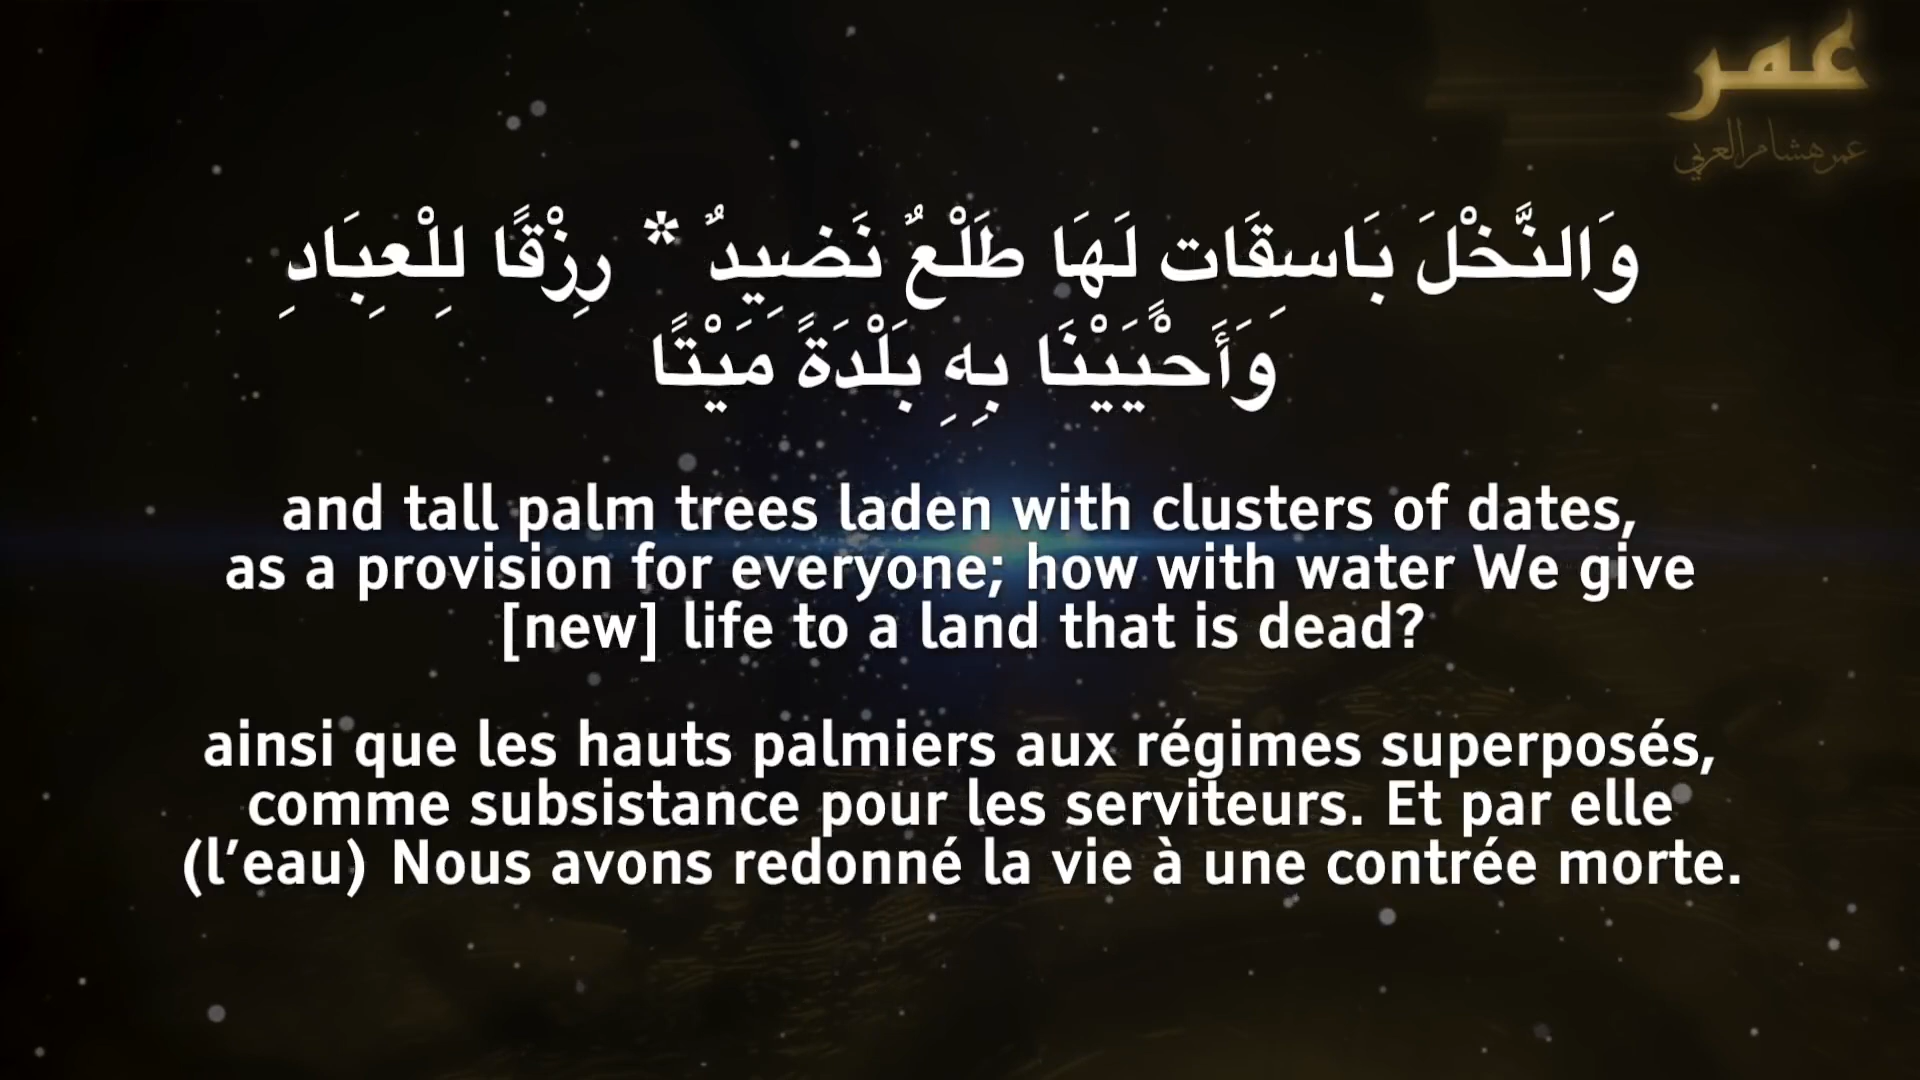 عمر
عمر هشام العربي
وَالنَّخْلَ بَاسِقَاتٍ لَهَا طَلْعٌ نَضِيدٌ * رِزْقًا لِلْعِبَادِ
وَأَحْيَيْنَا بِهِ بَلْدَةً مَيْتًا
and tall palm trees laden with clusters of dates,
as a provision for everyone; how with water We give
[new] life to a land that is dead?
ainsi que les hauts palmiers aux régimes superposés,
comme subsistance pour les serviteurs. Et par elle
(l’eau) Nous avons redonné la vie à une contrée morte.